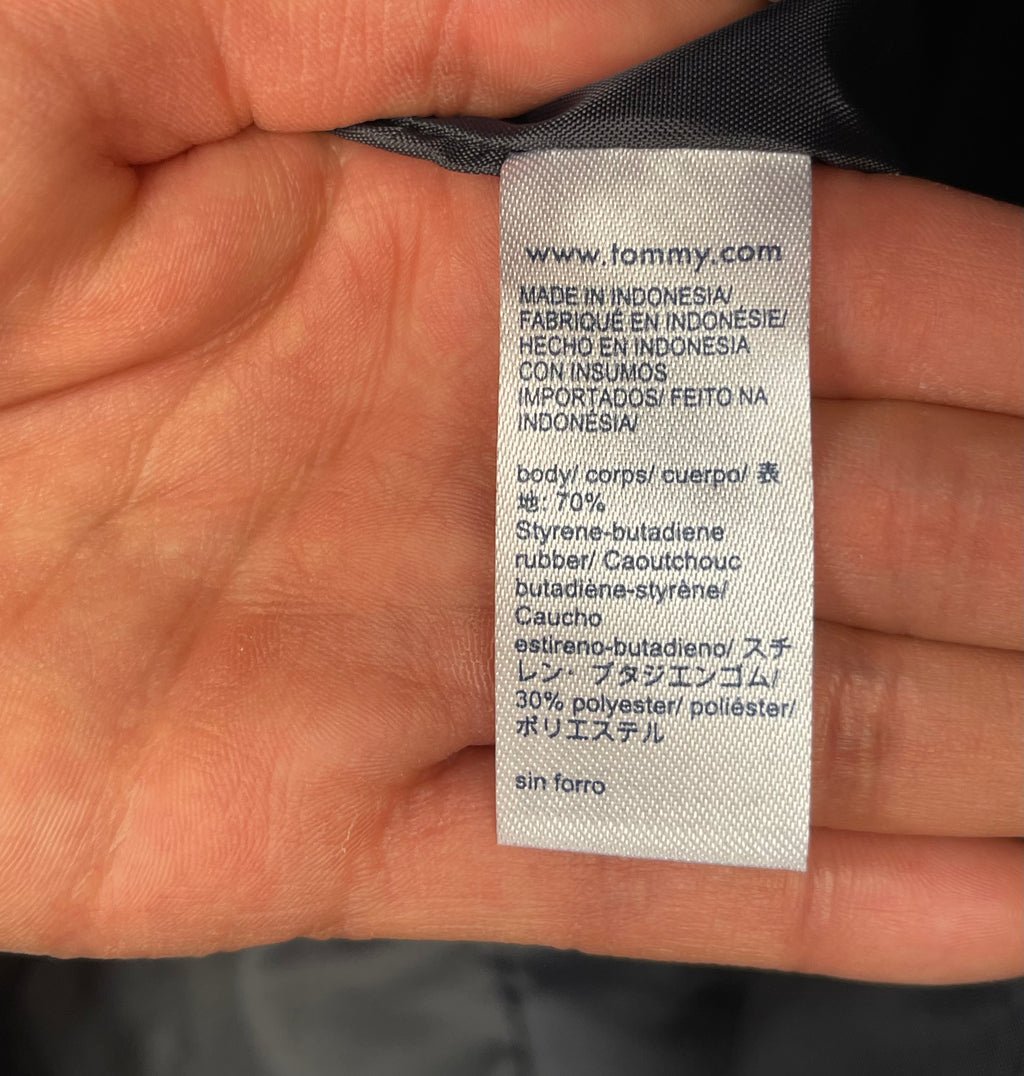 www.tommy.com
MADE IN INDONESIA/
FABRIQUÉ EN INDONÉSIE/
HECHO EN INDONESIA
CON INSUMOS
IMPORTADOS/ FEITO NA
INDONÉSIA/
body/ corps/ cuerpo/ 表
地: 70%
Styrene-butadiene
rubber/ Caoutchouc
butadiène-styrène/
Caucho
estireno-butadieno/ スチ
レン・ブタジエンゴム/
30% polyester/ poliéster/
ポリエステル
sin forro